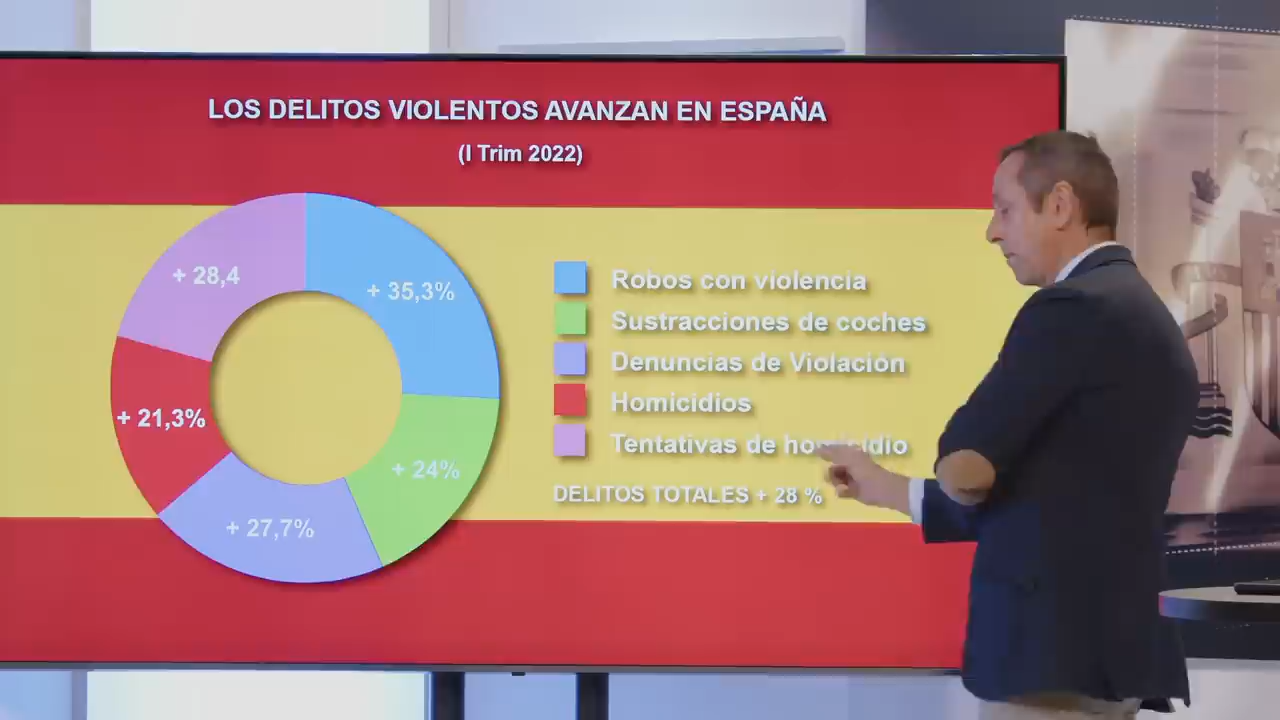 LOS DELITOS VIOLENTOS AVANZAN EN ESPAÑA
(I Trim 2022)
+ 28,4
+ 35,3%
+ 21,3%
+ 24%
+ 27,7%
Robos con violencia
Sustracciones de coches
Denuncias de Violación
Homicidios
Tentativas de homicidio
DELITOS TOTALES + 28 %